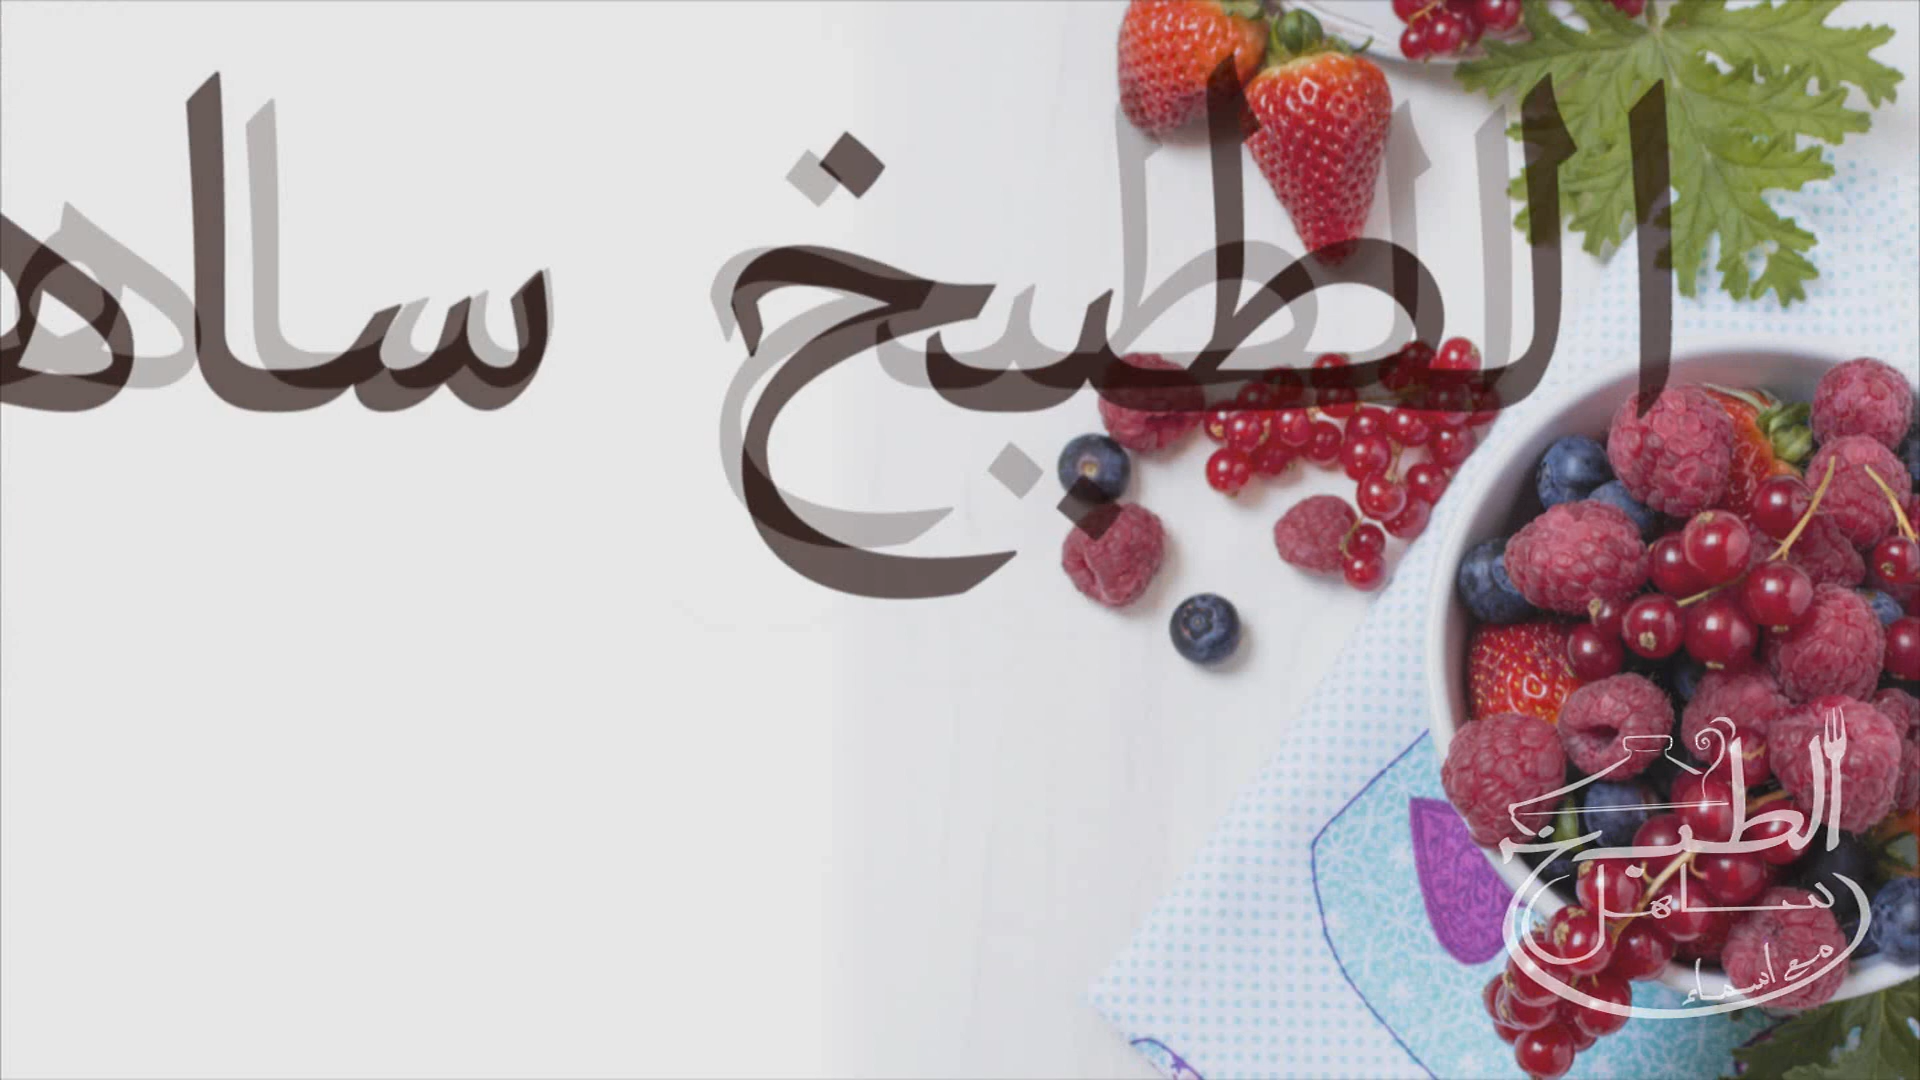 الطبخ ساه
الطبخ
ساهل
مع اسماء